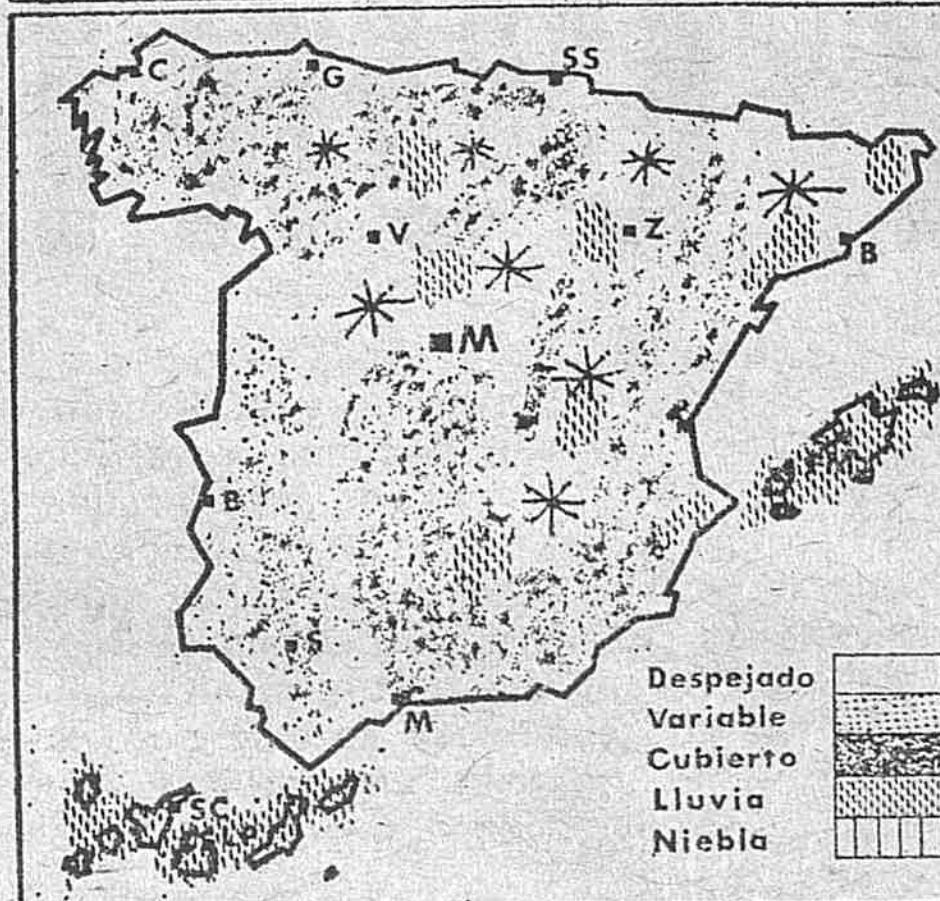 C
G
SS
V
Z
B
M
B
S
M
SC
Despejado
Variable
Cubierto
Lluvia
Niebla